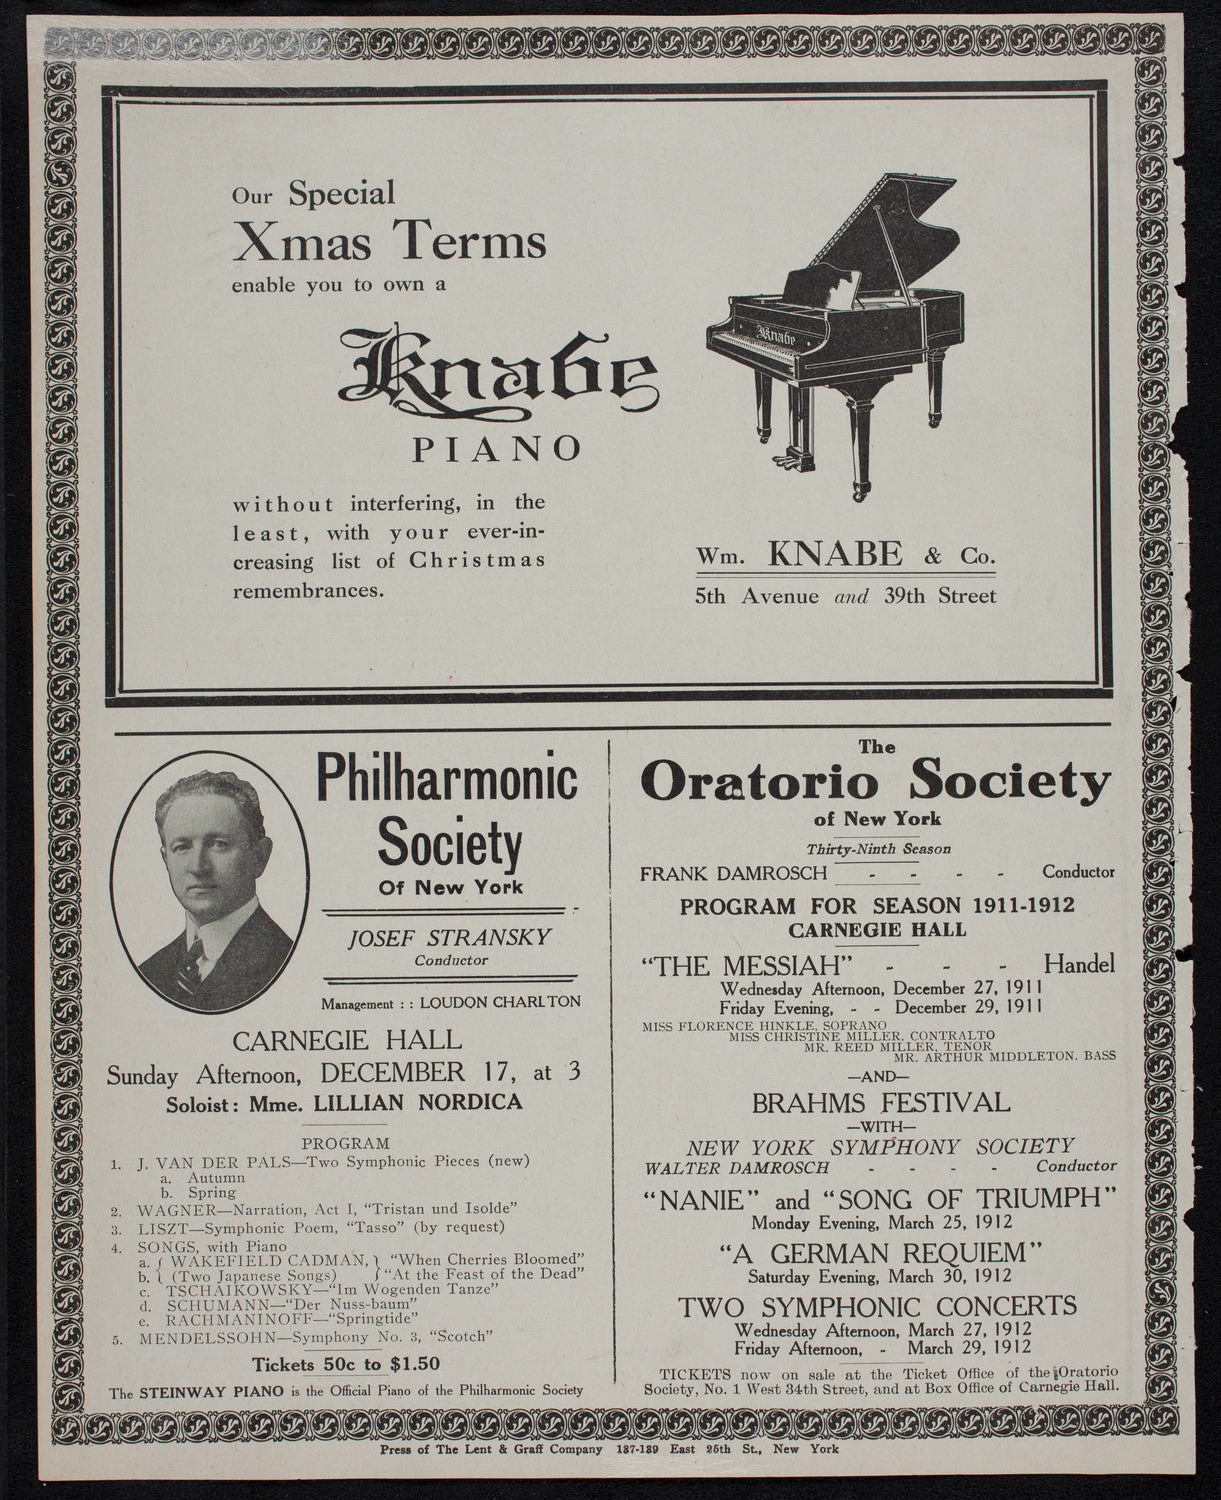 Our Special
Xmas Terms
enable you to own a
Knabe
PIANO
without interfering, in the
least, with your ever-in-
creasing list of Christmas
remembrances.
Knabe
Wm. KNABE & Co.
5th Avenue and 39th Street
Philharmonic
Society
Of New York
JOSEF STRANSKY
Conductor
Management : : LOUDON CHARLTON
CARNEGIE HALL
Sunday Afternoon, DECEMBER 17, at 3
Soloist: Mme. LILLIAN NORDICA
PROGRAM
1. J. VAN DER PALS—Two Symphonic Pieces (new)
a. Autumn
b. Spring
2. WAGNER—Narration, Act I, “Tristan und Isolde”
3. LISZT—Symphonic Poem, “Tasso” (by request)
4. SONGS, with Piano
a. { WAKEFIELD CADMAN, } “When Cherries Bloomed”
b. { (Two Japanese Songs) } “At the Feast of the Dead”
c. TSCHAIKOWSKY—“Im Wogenden Tanze”
d. SCHUMANN—“Der Nuss-baum”
e. RACHMANINOFF—“Springtide”
5. MENDELSSOHN—Symphony No. 3, “Scotch”
Tickets 50c to $1.50
The STEINWAY PIANO is the Official Piano of the Philharmonic Society
The
Oratorio Society
of New York
Thirty-Ninth Season
FRANK DAMROSCH - - - - Conductor
PROGRAM FOR SEASON 1911-1912
CARNEGIE HALL
“THE MESSIAH” - - - Handel
Wednesday Afternoon, December 27, 1911
Friday Evening, - - December 29, 1911
MISS FLORENCE HINKLE, SOPRANO
MISS CHRISTINE MILLER, CONTRALTO
MR. REED MILLER, TENOR
MR. ARTHUR MIDDLETON. BASS
—AND—
BRAHMS FESTIVAL
—WITH—
NEW YORK SYMPHONY SOCIETY
WALTER DAMROSCH - - - - Conductor
“NANIE” and “SONG OF TRIUMPH”
Monday Evening, March 25, 1912
“A GERMAN REQUIEM”
Saturday Evening, March 30, 1912
TWO SYMPHONIC CONCERTS
Wednesday Afternoon, March 27, 1912
Friday Afternoon, - March 29, 1912
TICKETS now on sale at the Ticket Office of the Oratorio
Society, No. 1 West 34th Street, and at Box Office of Carnegie Hall.
Press of The Lent & Graff Company 137-139 East 25th St., New York